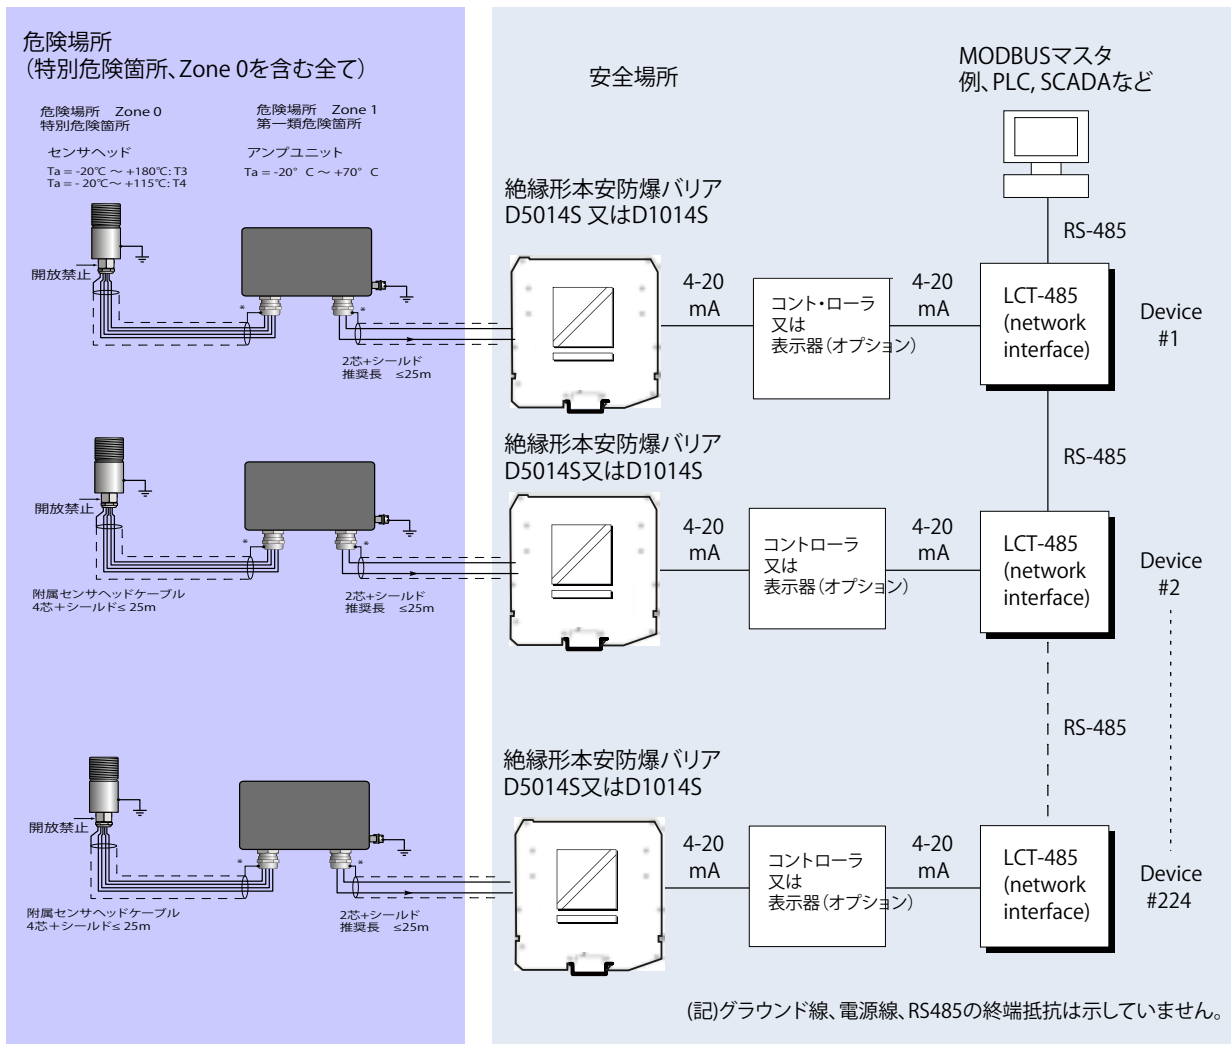 危険場所
（特別危険箇所、Zone 0を含む全て）
危険場所　Zone 0
特別危険箇所
危険場所　Zone 1
第一類危険箇所
センサヘッド
Ta = -20℃ ～ +180℃: T3
Ta = - 20℃～ +115℃: T4
アンプユニット
Ta = -20° C ～ +70° C
安全場所
MODBUSマスタ
例、PLC, SCADAなど
RS-485
絶縁形本安防爆バリア
D5014S 又はD1014S
開放禁止
*
*
2芯+シールド
推奨長　≤25m
4-20
mA
コント・ローラ
又は
表示器（オプション）
4-20
mA
LCT-485
(network
interface)
Device
#1
RS-485
絶縁形本安防爆バリア
D5014S又はD1014S
開放禁止
*
*
附属センサヘッドケーブル
4芯＋シールド≤ 25m
2芯+シールド
推奨長　≤25m
4-20
mA
コントローラ
又は
表示器（オプション）
4-20
mA
LCT-485
(network
interface)
Device
#2
RS-485
絶縁形本安防爆バリア
D5014S又はD1014S
開放禁止
*
*
附属センサヘッドケーブル
4芯＋シールド≤ 25m
2芯+シールド
推奨長　≤25m
4-20
mA
コントローラ
又は
表示器（オプション）
4-20
mA
LCT-485
(network
interface)
Device
#224
(記)グラウンド線、電源線、RS485の終端抵抗は示していません。